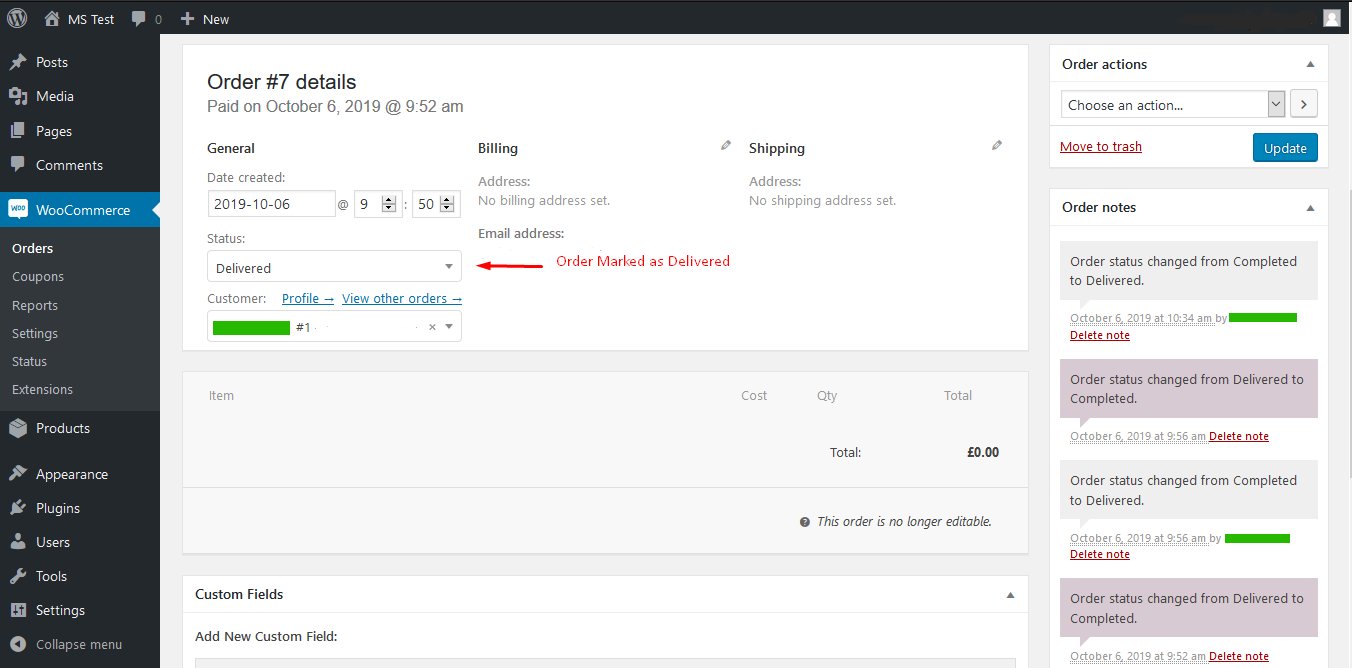 MS Test 0 New
Posts
Media
Pages
Comments
WooCommerce
Orders
Coupons
Reports
Settings
Status
Extensions
Products
Appearance
Plugins
Users
Tools
Settings
Collapse menu
Order #7 details
Paid on October 6, 2019 @ 9:52 am
General
Date created:
2019-10-06 @ 9 : 50
Status:
Delivered
Customer: Profile → View other orders →
#1 × 
Billing
Address:
No billing address set.
Email address:
Shipping
Address:
No shipping address set.
Order Marked as Delivered
Item Cost Qty Total
Total: £0.00
This order is no longer editable.
Custom Fields
Add New Custom Field:
Order actions
Choose an action...
Move to trash Update
Order notes
Order status changed from Completed
to Delivered.
October 6, 2019 at 10:34 am by
Delete note
Order status changed from Delivered to
Completed.
October 6, 2019 at 9:56 am Delete note
Order status changed from Completed
to Delivered.
October 6, 2019 at 9:56 am by
Delete note
Order status changed from Delivered to
Completed.
October 6, 2019 at 9:52 am Delete note